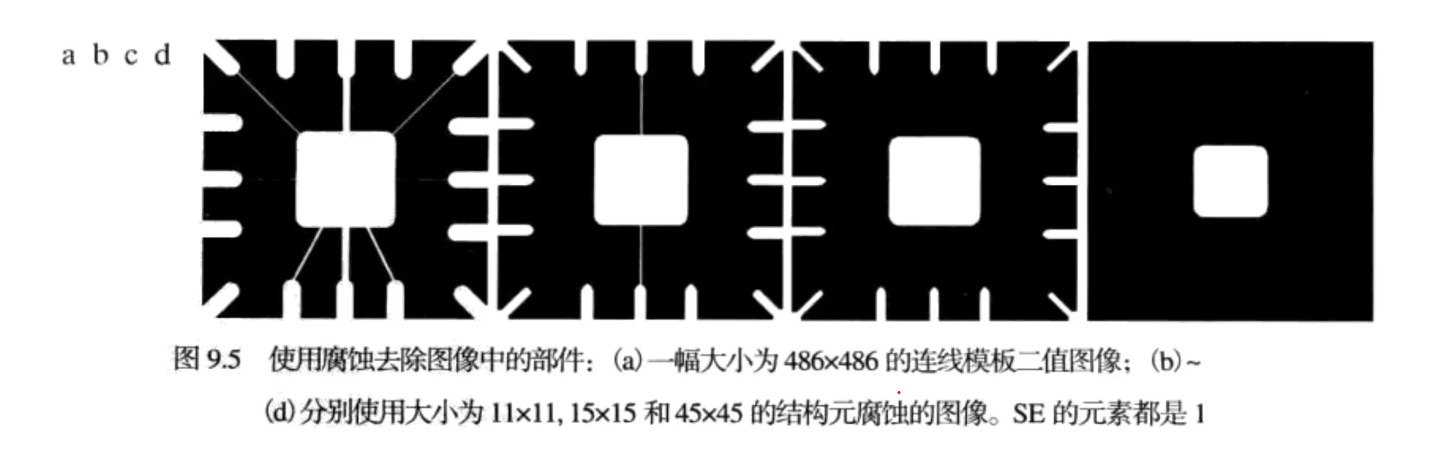 a b c d
图 9.5 使用腐蚀去除图像中的部件：(a)一幅大小为 486×486 的连线模板二值图像；(b)~
(d)分别使用大小为 11×11, 15×15 和 45×45 的结构元腐蚀的图像。SE 的元素都是 1